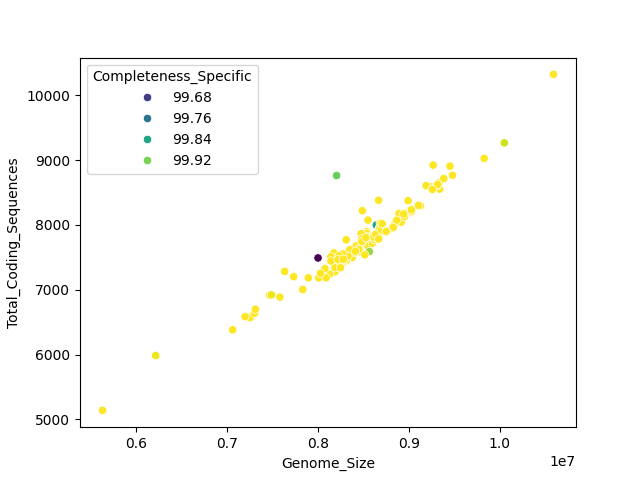 Completeness_Specific
99.68
99.76
99.84
99.92
10000
9000
8000
7000
6000
5000
Total_Coding_Sequences
0.6 0.7 0.8 0.9 1.0
1e7
Genome_Size